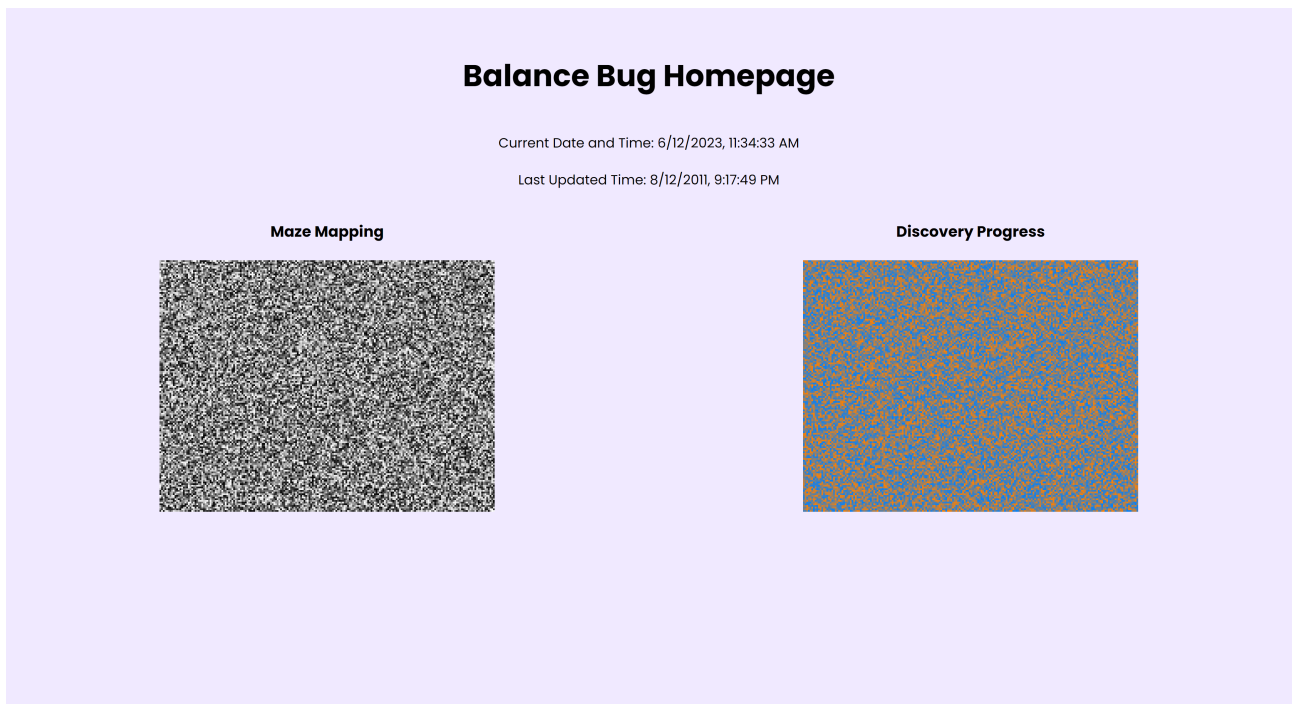 Balance Bug Homepage
Current Date and Time: 6/12/2023, 11:34:33 AM
Last Updated Time: 8/12/2011, 9:17:49 PM
Maze Mapping
Discovery Progress